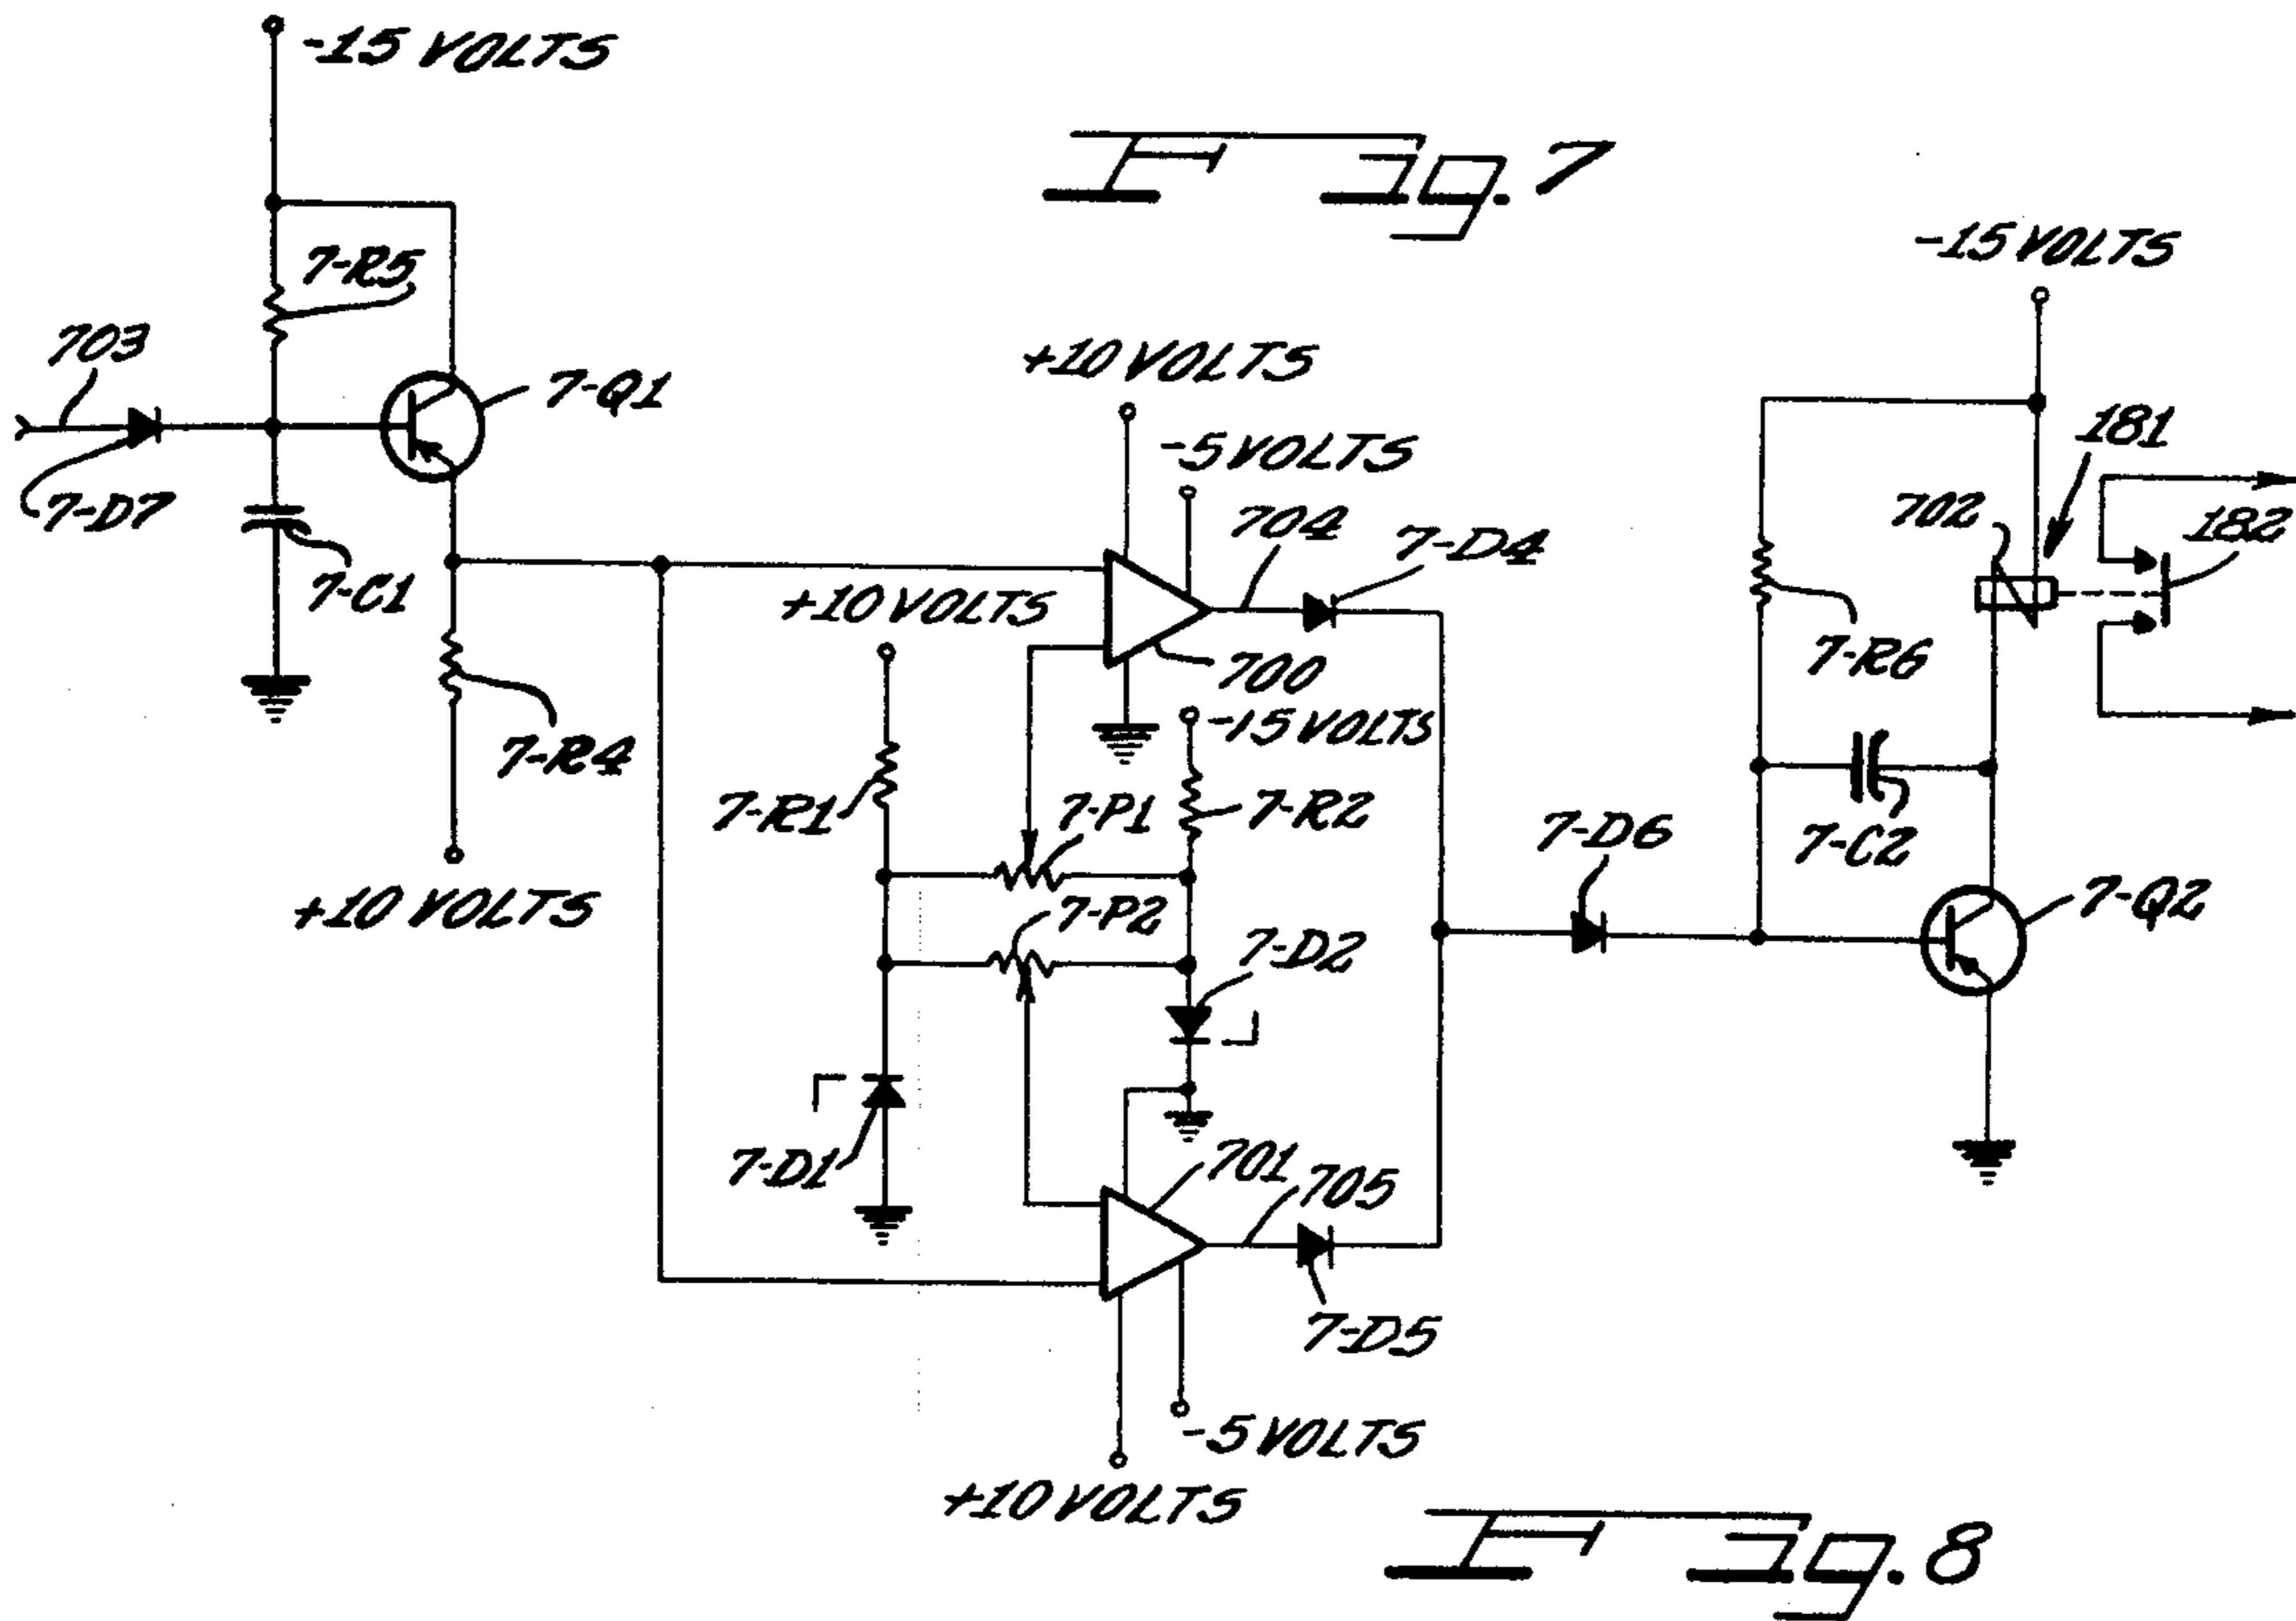 -15 VOLTS
Fig. 7
7-R5
-15 VOLTS
703
+10 VOLTS
7-Q1
-5 VOLTS
181
7-D7
702
704
7-D4
182
7-C1
+10 VOLTS
700
7-R6
7-R4
-15 VOLTS
7-R1
7-P1
7-R2
7-D6
7-C2
+10 VOLTS
7-P2
7-Q2
7-D2
7-D1
701
705
7-D5
-5 VOLTS
+10 VOLTS
Fig. 8